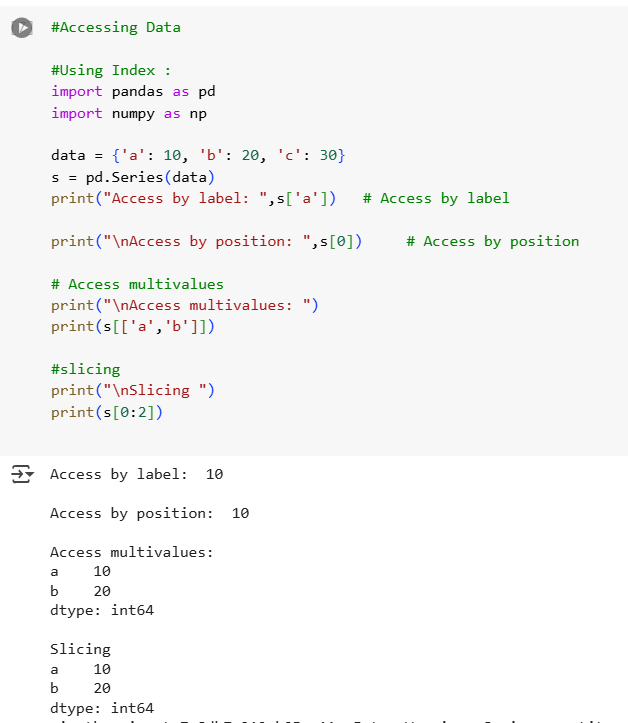 #Accessing Data
#Using Index :
import pandas as pd
import numpy as np
data = {'a': 10, 'b': 20, 'c': 30}
s = pd.Series(data)
print("Access by label: ",s['a'])   # Access by label
print("\nAccess by position: ",s[0])     # Access by position
# Access multivalues
print("\nAccess multivalues: ")
print(s[['a','b']])
#slicing
print("\nSlicing ")
print(s[0:2])
Access by label:  10
Access by position:  10
Access multivalues:
a    10
b    20
dtype: int64
Slicing
a    10
b    20
dtype: int64